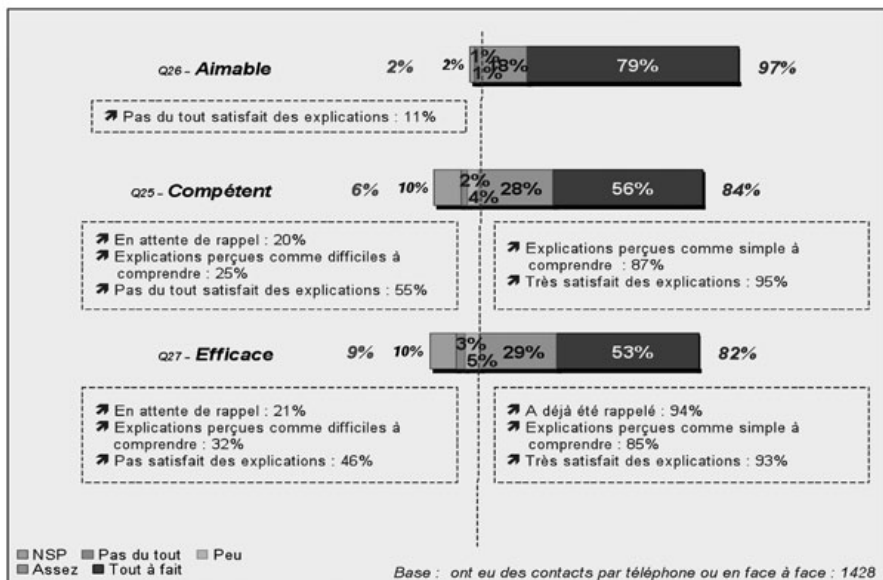 Q26 – Aimable 2% 2% 1% 1% 18% 79% 97%
↗ Pas du tout satisfait des explications : 11%
Q25 – Compétent 6% 10% 2% 4% 28% 56% 84%
↗ En attente de rappel : 20%
↗ Explications perçues comme difficiles à
comprendre : 25%
↗ Pas du tout satisfait des explications : 55%
↗ Explications perçues comme simple à
comprendre : 87%
↗ Très satisfait des explications : 95%
Q27 – Efficace 9% 10% 3% 5% 29% 53% 82%
↗ En attente de rappel : 21%
↗ Explications perçues comme difficiles à
comprendre : 32%
↗ Pas satisfait des explications : 46%
↗ A déjà été rappelé : 94%
↗ Explications perçues comme simple à
comprendre : 85%
↗ Très satisfait des explications : 93%
NSP Pas du tout Peu
Assez Tout à fait
Base : ont eu des contacts par téléphone ou en face à face : 1428